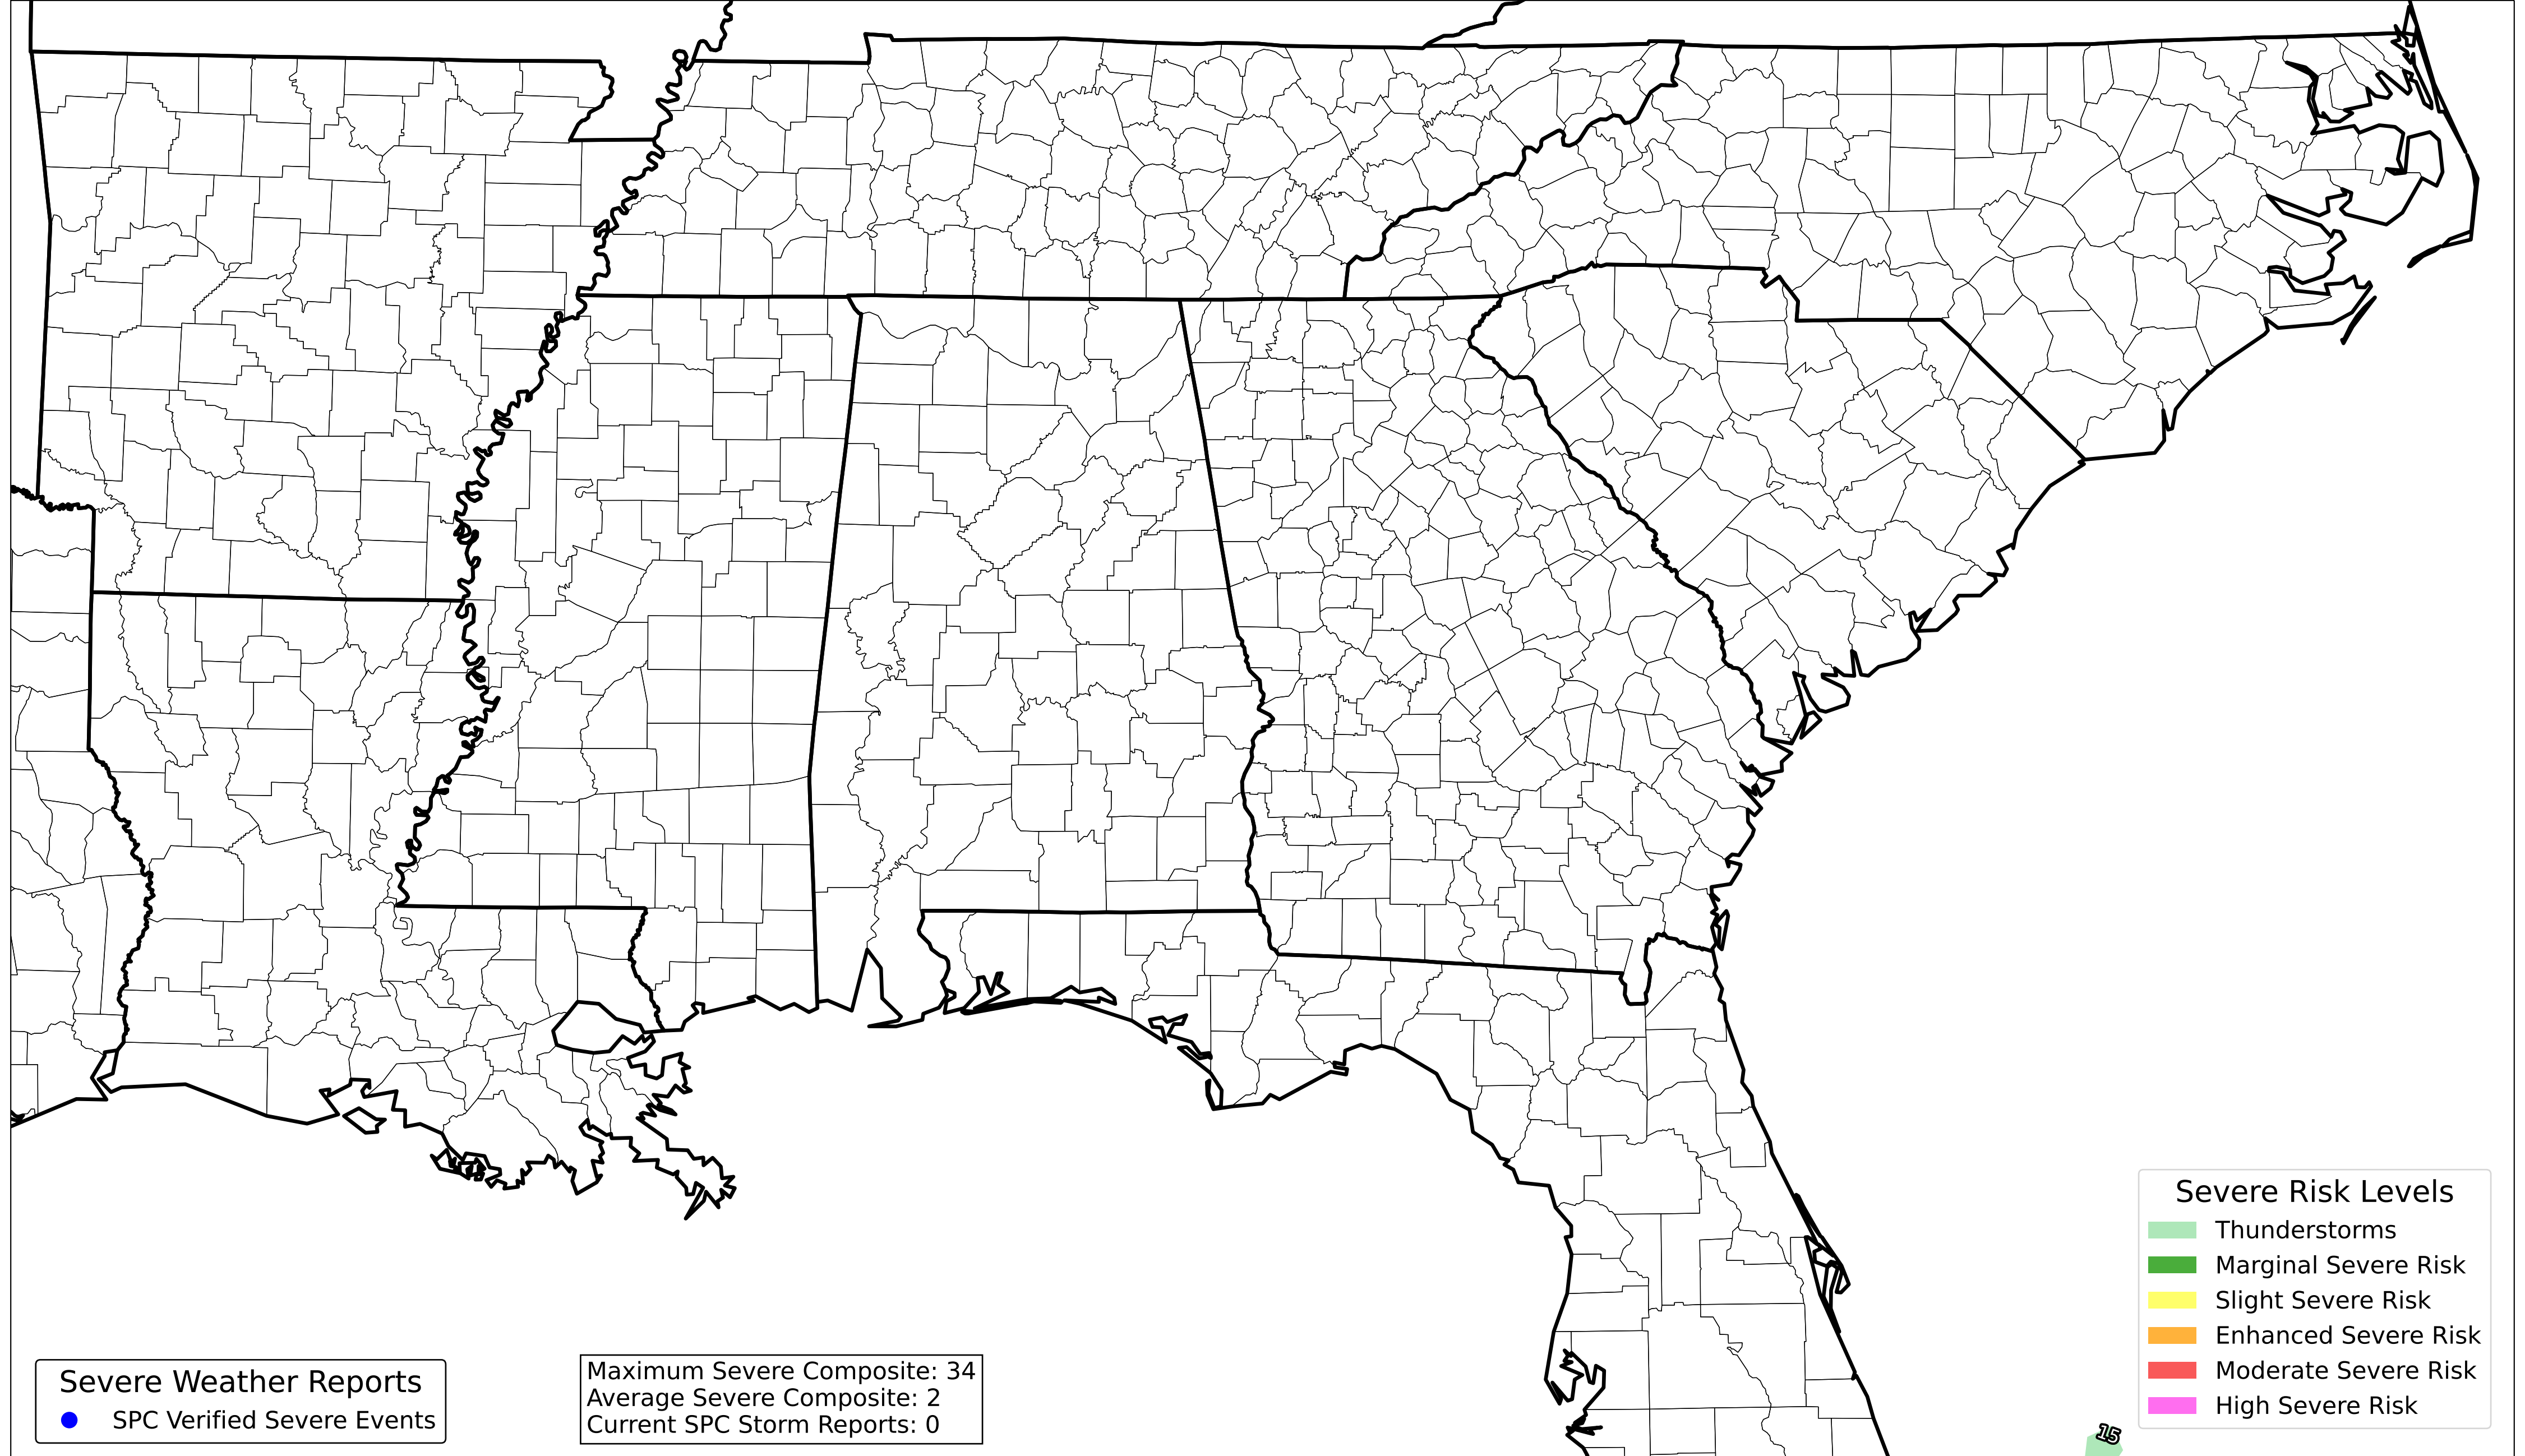 Severe Risk Levels
Thunderstorms
Marginal Severe Risk
Slight Severe Risk
Enhanced Severe Risk
Moderate Severe Risk
High Severe Risk
Severe Weather Reports
SPC Verified Severe Events
Maximum Severe Composite: 34
Average Severe Composite: 2
Current SPC Storm Reports: 0
15